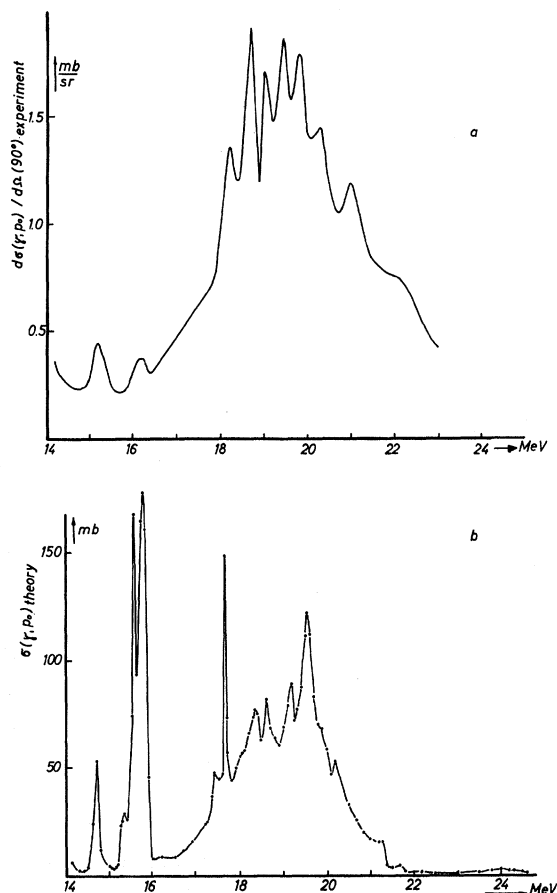 dσ(γ,p₀)/dΩ(90°) experiment
mb
sr
a
1.5
1.0
0.5
14 16 18 20 22 24 MeV
σ(γ,p₀) theory
mb
b
150
100
50
14 16 18 20 22 24 MeV